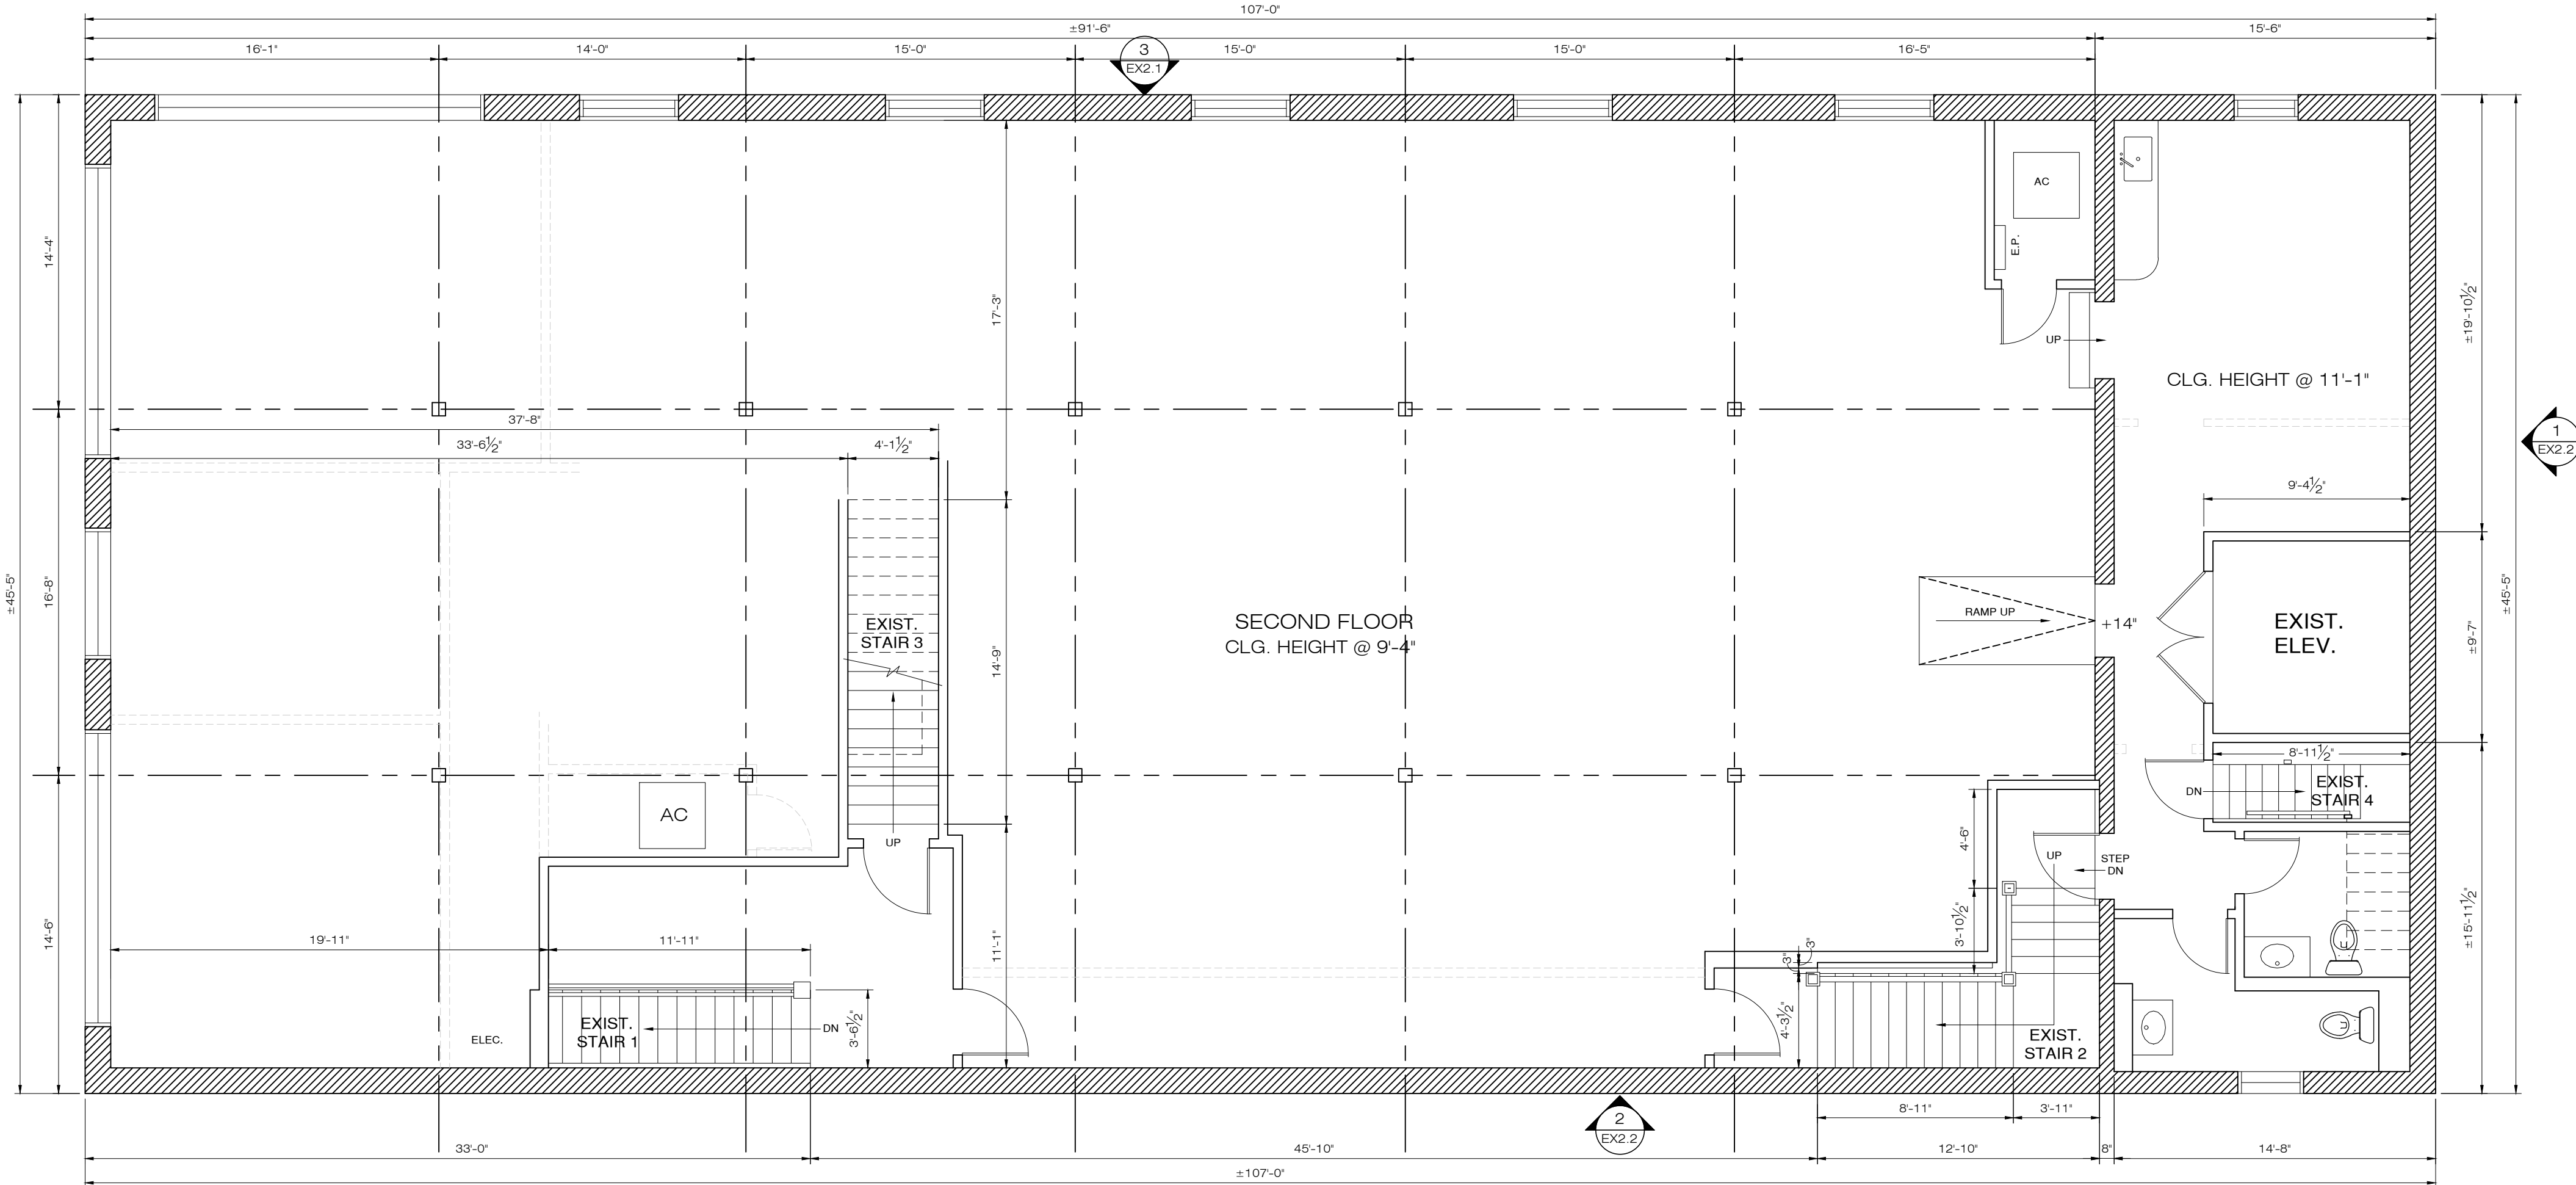 107'-0"
±91'-6"
15'-6"
16'-1"
14'-0"
15'-0"
15'-0"
15'-0"
16'-5"
3
EX2.1
AC
E.P.
UP
CLG. HEIGHT @ 11'-1"
14'-4"
17'-3"
±19'-10½"
37'-8"
33'-6½"
4'-1½"
1
EX2.2
9'-4½"
±45'-5"
16'-8"
EXIST.
STAIR 3
14'-9"
SECOND FLOOR
CLG. HEIGHT @ 9'-4"
RAMP UP
+14"
EXIST.
ELEV.
±9'-7"
±45'-5"
8'-11½"
DN
EXIST.
STAIR 4
AC
UP
4'-6"
UP
STEP
DN
3'-10½"
14'-6"
19'-11"
11'-11"
11'-1"
3"
3"
±15'-11½"
ELEC.
EXIST.
STAIR 1
DN
3'-6½"
4'-3½"
EXIST.
STAIR 2
8'-11"
3'-11"
2
EX2.2
33'-0"
45'-10"
12'-10"
8"
14'-8"
±107'-0"